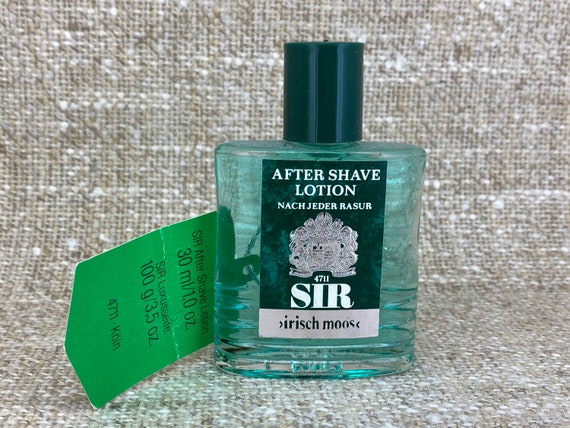 AFTER SHAVE
LOTION
NACH JEDER RASUR
4711
SIR
›irisch moos‹
SIR After Shave Lotion
30 ml/1.0 oz.
SIR Luxusseife
100 g/3.5 oz.
4711 Köln